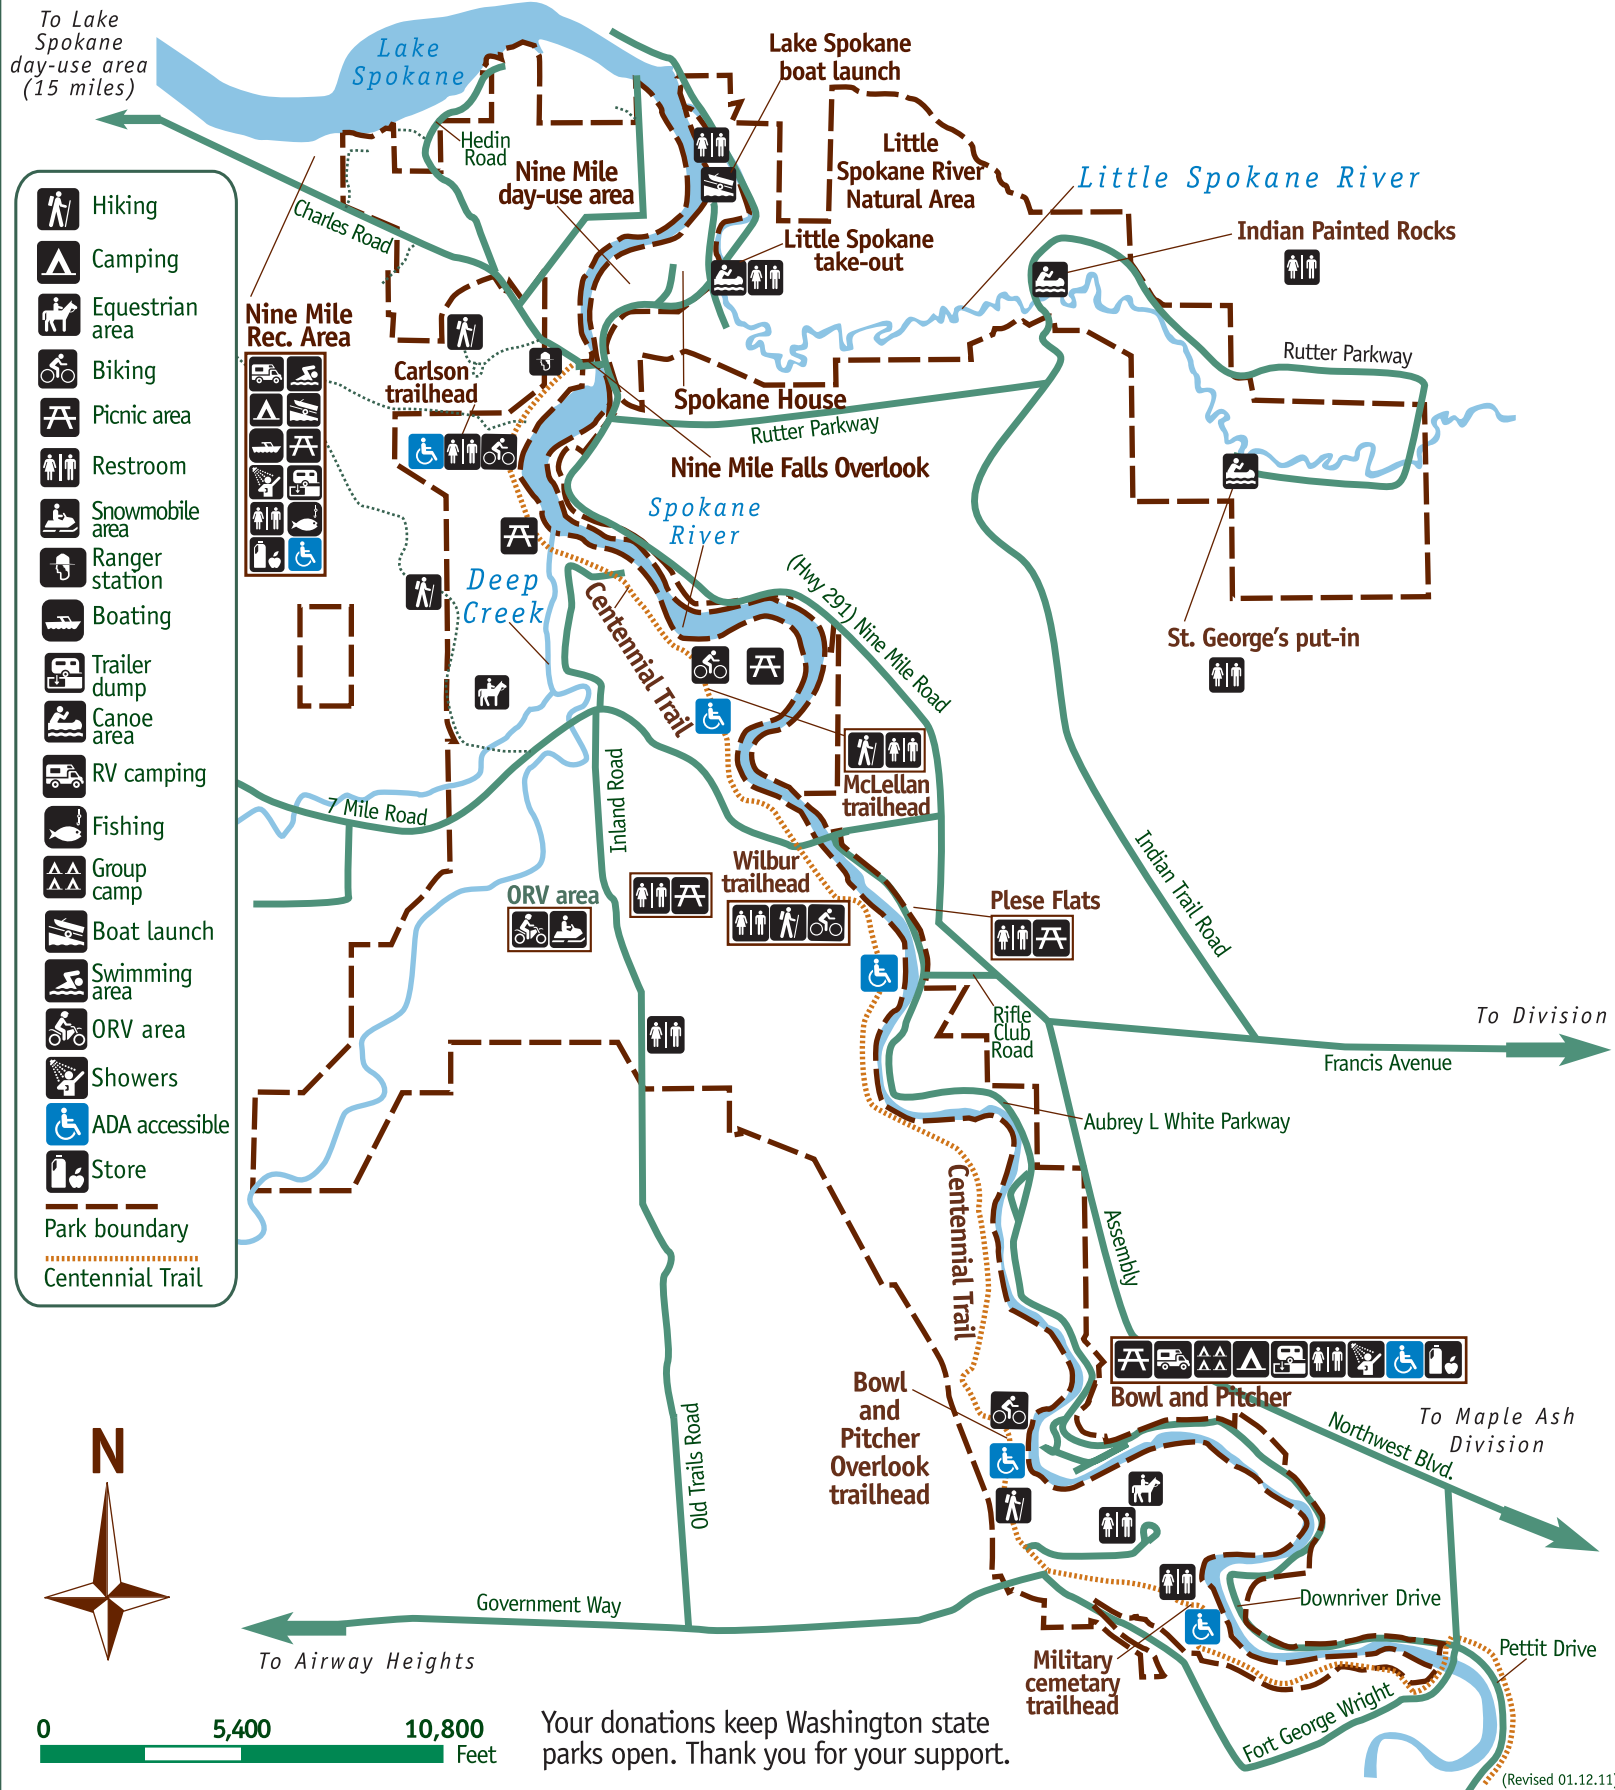 To Lake
Spokane
day-use area
(15 miles)
Lake
Spokane
Lake Spokane
boat launch
Hedin
Road
Nine Mile
day-use area
Little
Spokane River
Natural Area
Little Spokane River
Charles Road
Little Spokane
take-out
Indian Painted Rocks
Nine Mile
Rec. Area
Carlson
trailhead
Spokane House
Rutter Parkway
Rutter Parkway
Nine Mile Falls Overlook
Spokane
River
Deep
Creek
Centennial Trail
(Hwy 291) Nine Mile Road
St. George's put-in
McLellan
trailhead
7 Mile Road
Inland Road
Wilbur
trailhead
ORV area
Plese Flats
Indian Trail Road
Rifle
Club
Road
To Division
Francis Avenue
Aubrey L White Parkway
Centennial Trail
Assembly
Bowl and Pitcher
Bowl
and
Pitcher
Overlook
trailhead
To Maple Ash
Division
Northwest Blvd.
Old Trails Road
Government Way
To Airway Heights
Downriver Drive
Pettit Drive
Military
cemetary
trailhead
Fort George Wright
Hiking
Camping
Equestrian
area
Biking
Picnic area
Restroom
Snowmobile
area
Ranger
station
Boating
Trailer
dump
Canoe
area
RV camping
Fishing
Group
camp
Boat launch
Swimming
area
ORV area
Showers
ADA accessible
Store
Park boundary
Centennial Trail
N
0 5,400 10,800
Feet
Your donations keep Washington state
parks open. Thank you for your support.
(Revised 01.12.11)